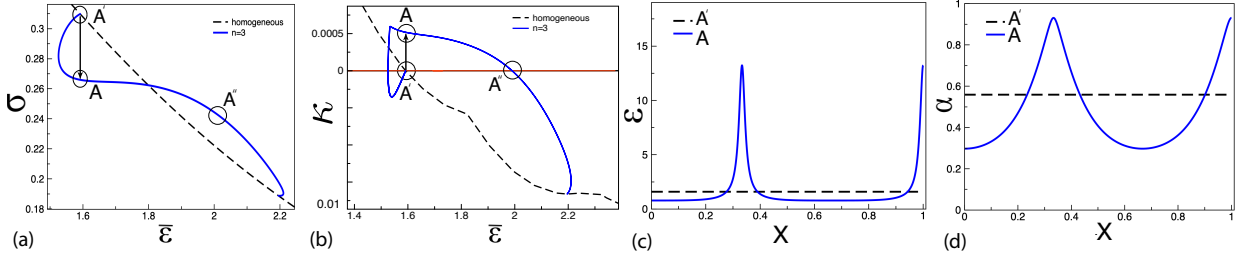 0.3
0.28
0.26
0.24
0.22
0.2
0.18
σ
A'
A
A''
homogeneous
n=3
1.6
1.8
2
2.2
ε̅
(a)
0.0005
0
0.01
κ
A
A'
A''
homogeneous
n=3
1.4
1.6
1.8
2
2.2
ε̅
(b)
15
10
5
0
ε
A'
A
0
0.2
0.4
0.6
0.8
1
X
(c)
1
0.8
0.6
0.4
0.2
0
α
A'
A
0
0.2
0.4
0.6
0.8
1
X
(d)